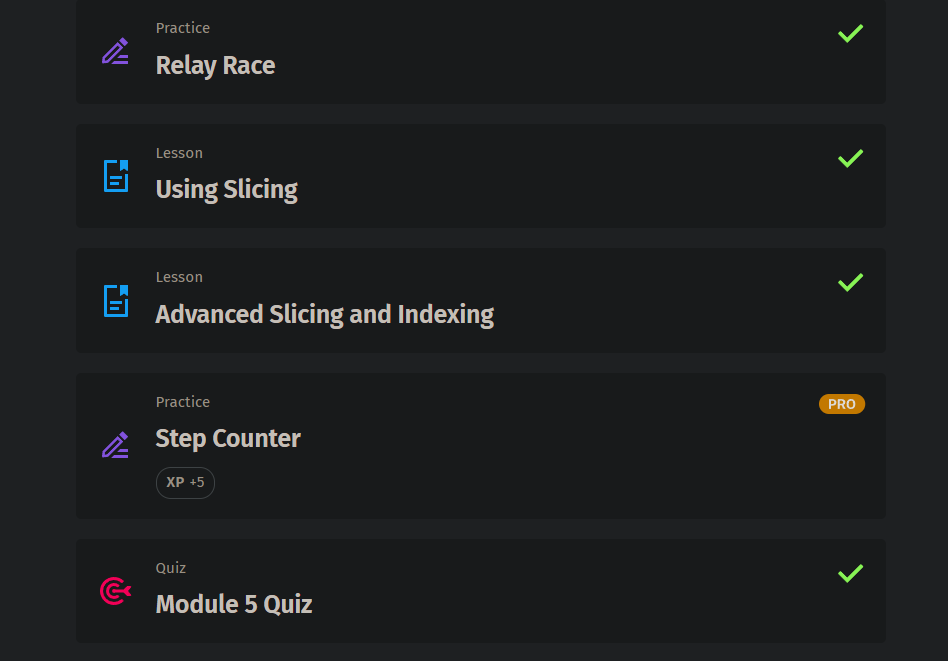 Practice
Relay Race
Lesson
Using Slicing
Lesson
Advanced Slicing and Indexing
Practice
PRO
Step Counter
XP +5
Quiz
Module 5 Quiz